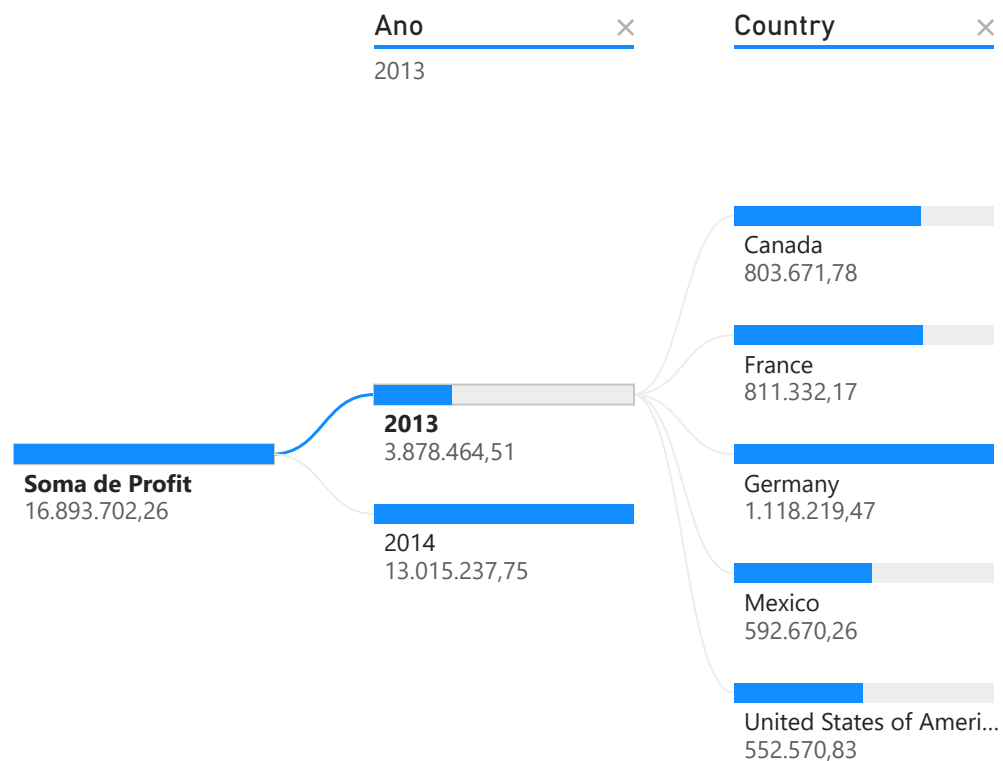 Ano
2013
Country
Soma de Profit
16.893.702,26
2013
3.878.464,51
2014
13.015.237,75
Canada
803.671,78
France
811.332,17
Germany
1.118.219,47
Mexico
592.670,26
United States of Ameri...
552.570,83